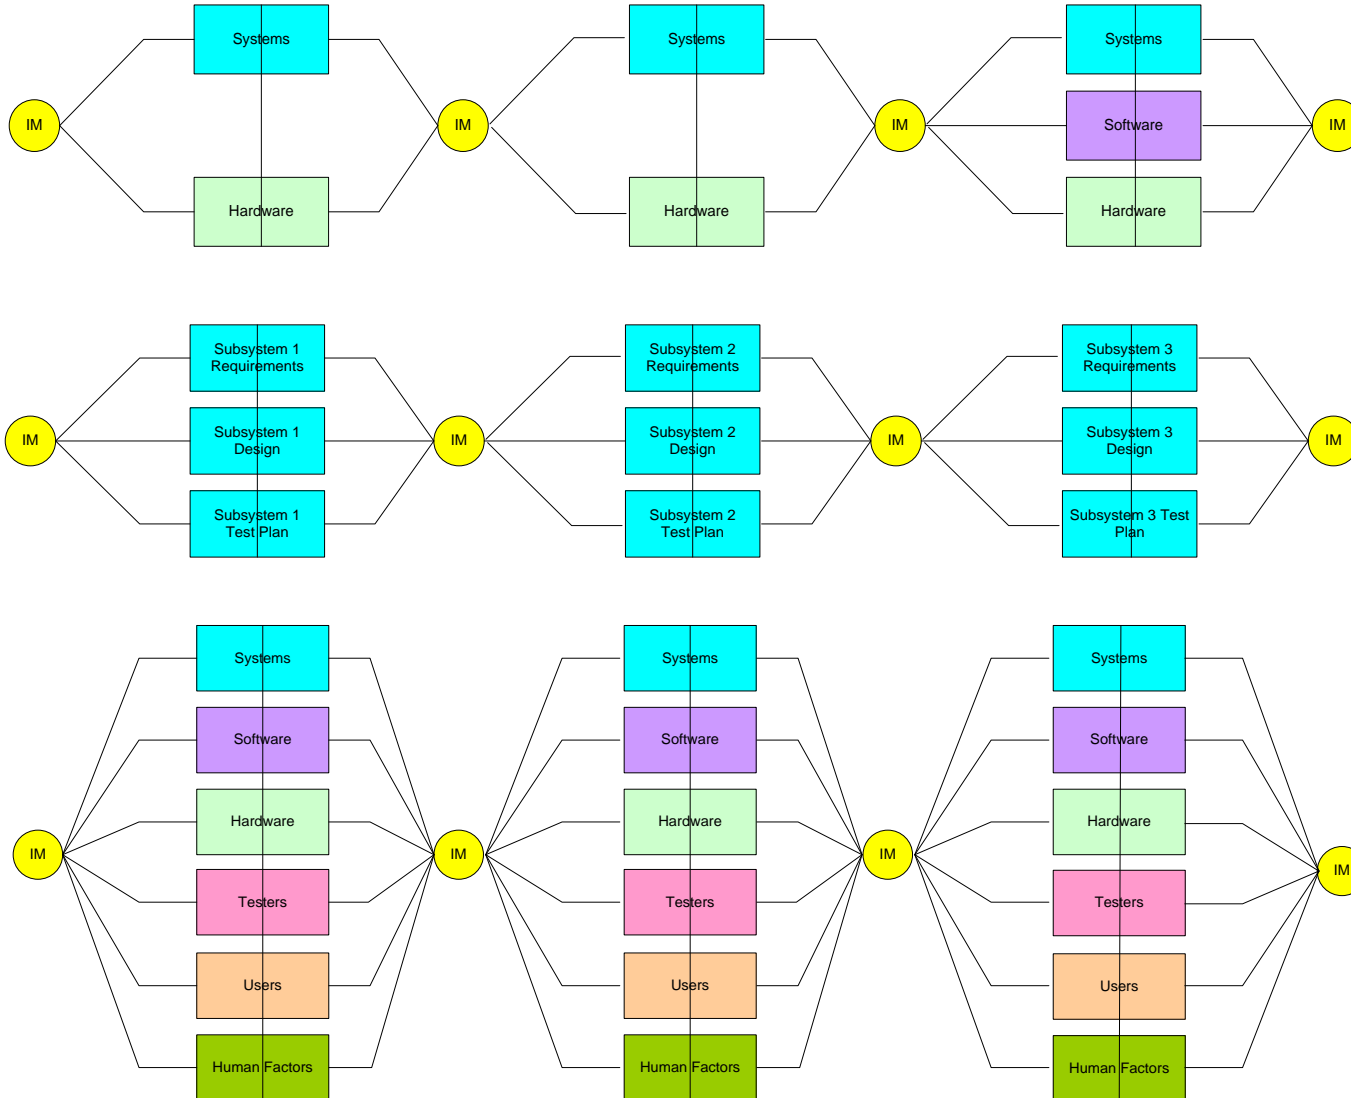 Systems
Systems
Systems
IM
IM
IM
Software
IM
Hardware
Hardware
Hardware
Subsystem 1
Requirements
Subsystem 2
Requirements
Subsystem 3
Requirements
IM
Subsystem 1
Design
IM
Subsystem 2
Design
IM
Subsystem 3
Design
IM
Subsystem 1
Test Plan
Subsystem 2
Test Plan
Subsystem 3 Test
Plan
Systems
Systems
Systems
Software
Software
Software
Hardware
Hardware
Hardware
IM
IM
IM
IM
Testers
Testers
Testers
Users
Users
Users
Human Factors
Human Factors
Human Factors